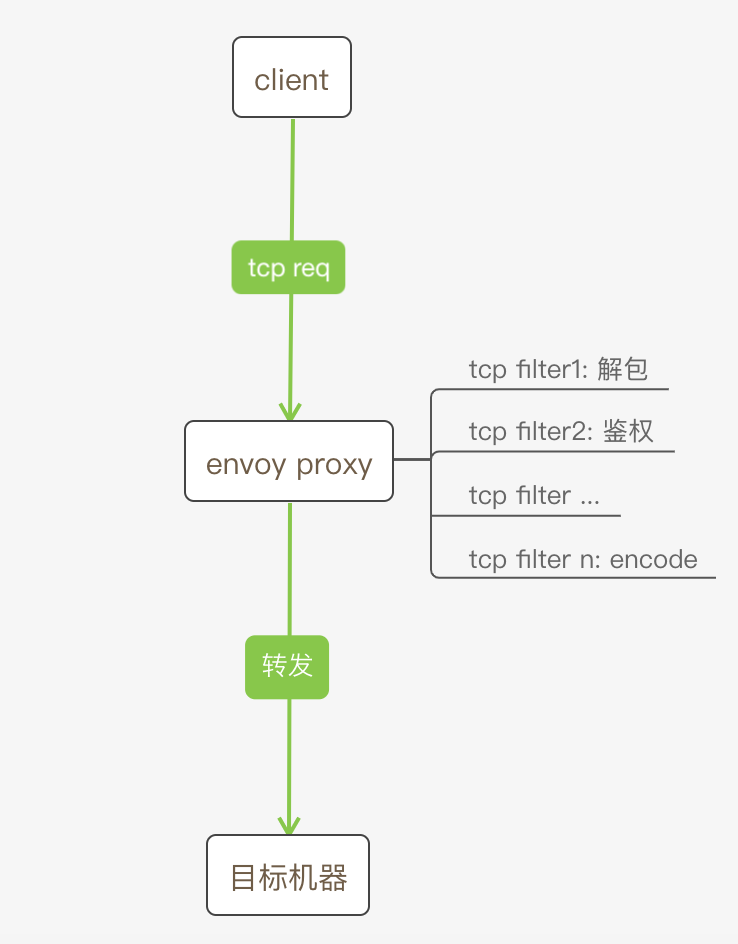 client
tcp req
tcp filter1: 解包
tcp filter2: 鉴权
envoy proxy
tcp filter ...
tcp filter n: encode
转发
目标机器